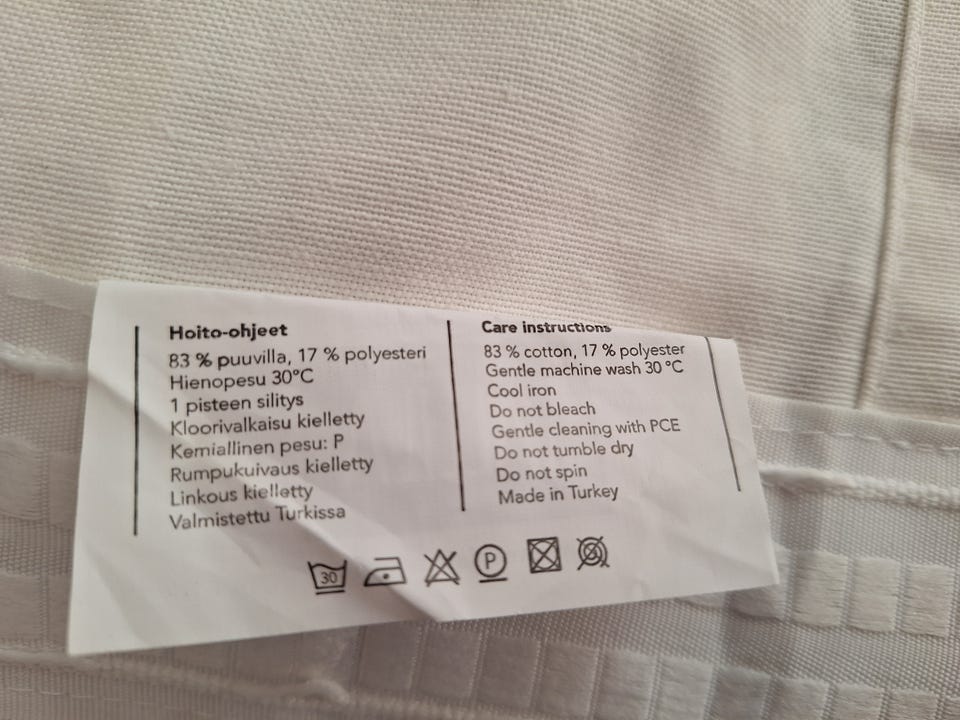 Hoito-ohjeet
83 % puuvilla, 17 % polyesteri
Hienopesu 30°C
1 pisteen silitys
Kloorivalkaisu kielletty
Kemiallinen pesu: P
Rumpukuivaus kielletty
Linkous kielletty
Valmistettu Turkissa
Care instructions
83 % cotton, 17 % polyester
Gentle machine wash 30 °C
Cool iron
Do not bleach
Gentle cleaning with PCE
Do not tumble dry
Do not spin
Made in Turkey
30 P